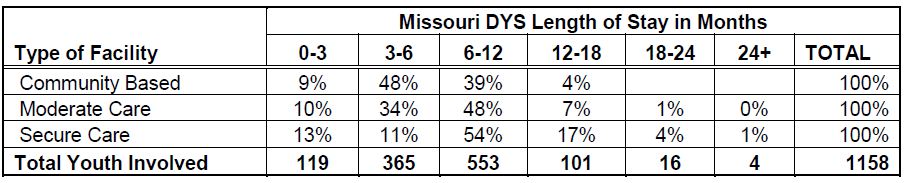 Missouri DYS Length of Stay in Months
Type of Facility 0-3 3-6 6-12 12-18 18-24 24+ TOTAL
Community Based 9% 48% 39% 4% 100%
Moderate Care 10% 34% 48% 7% 1% 0% 100%
Secure Care 13% 11% 54% 17% 4% 1% 100%
Total Youth Involved 119 365 553 101 16 4 1158